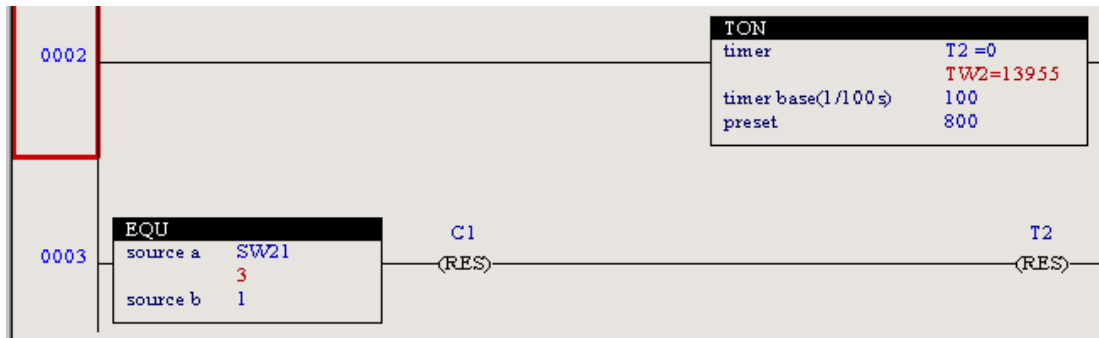 TON
0002
timer T2 =0
TW2=13955
timer base(1/100s) 100
preset 800
EQU
C1 T2
0003
source a SW21
(RES) (RES)
3
source b 1